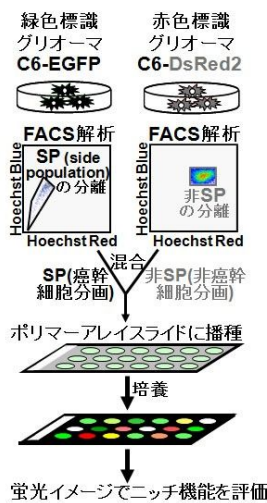 緑色標識 赤色標識
グリオーマ グリオーマ
C6-EGFP C6-DsRed2
FACS解析 FACS解析
Hoechst Blue
SP (side
population)
の分離
Hoechst Red
Hoechst Blue
非SP
の分離
Hoechst Red
混合
SP(癌幹
細胞分画)
非SP(非癌幹
細胞分画)
ポリマーアレイスライドに播種
培養
蛍光イメージでニッチ機能を評価